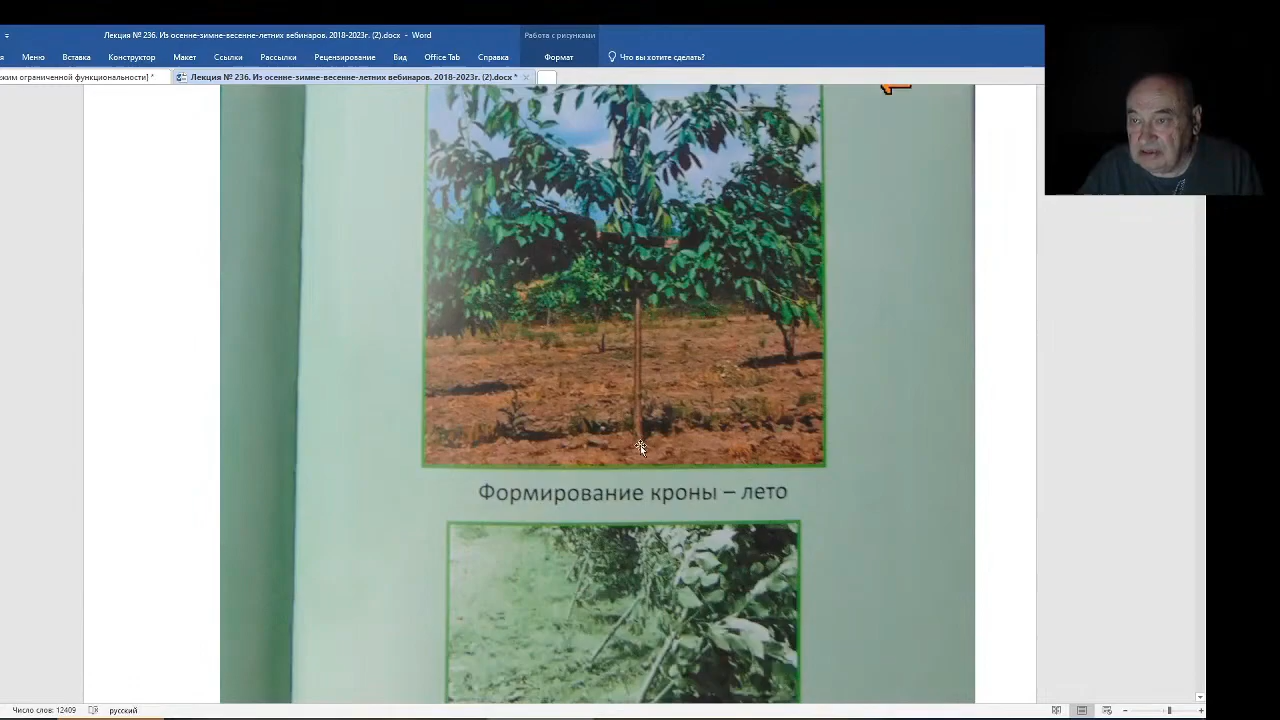 Лекция № 236. Из осенне-зимне-весенне-летних вебинаров. 2018-2023г. (2).docx - Word
Работа с рисунками
Меню Вставка Конструктор Макет Ссылки Рассылки Рецензирование Вид Office Tab Справка Формат Что вы хотите сделать?
ограниченной функциональности] * Лекция № 236. Из осенне-зимне-весенне-летних вебинаров. 2018-2023г. (2).docx *
Формирование кроны – лето
Число слов: 12409 русский